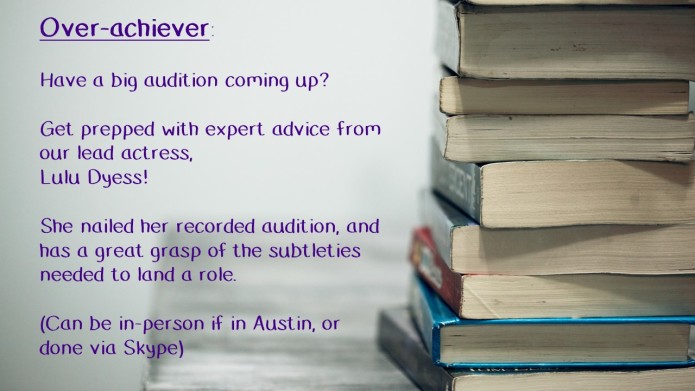 Over-achiever:
Have a big audition coming up?
Get prepped with expert advice from
our lead actress,
Lulu Dyess!
She nailed her recorded audition, and
has a great grasp of the subtleties
needed to land a role.
(Can be in-person if in Austin, or
done via Skype)